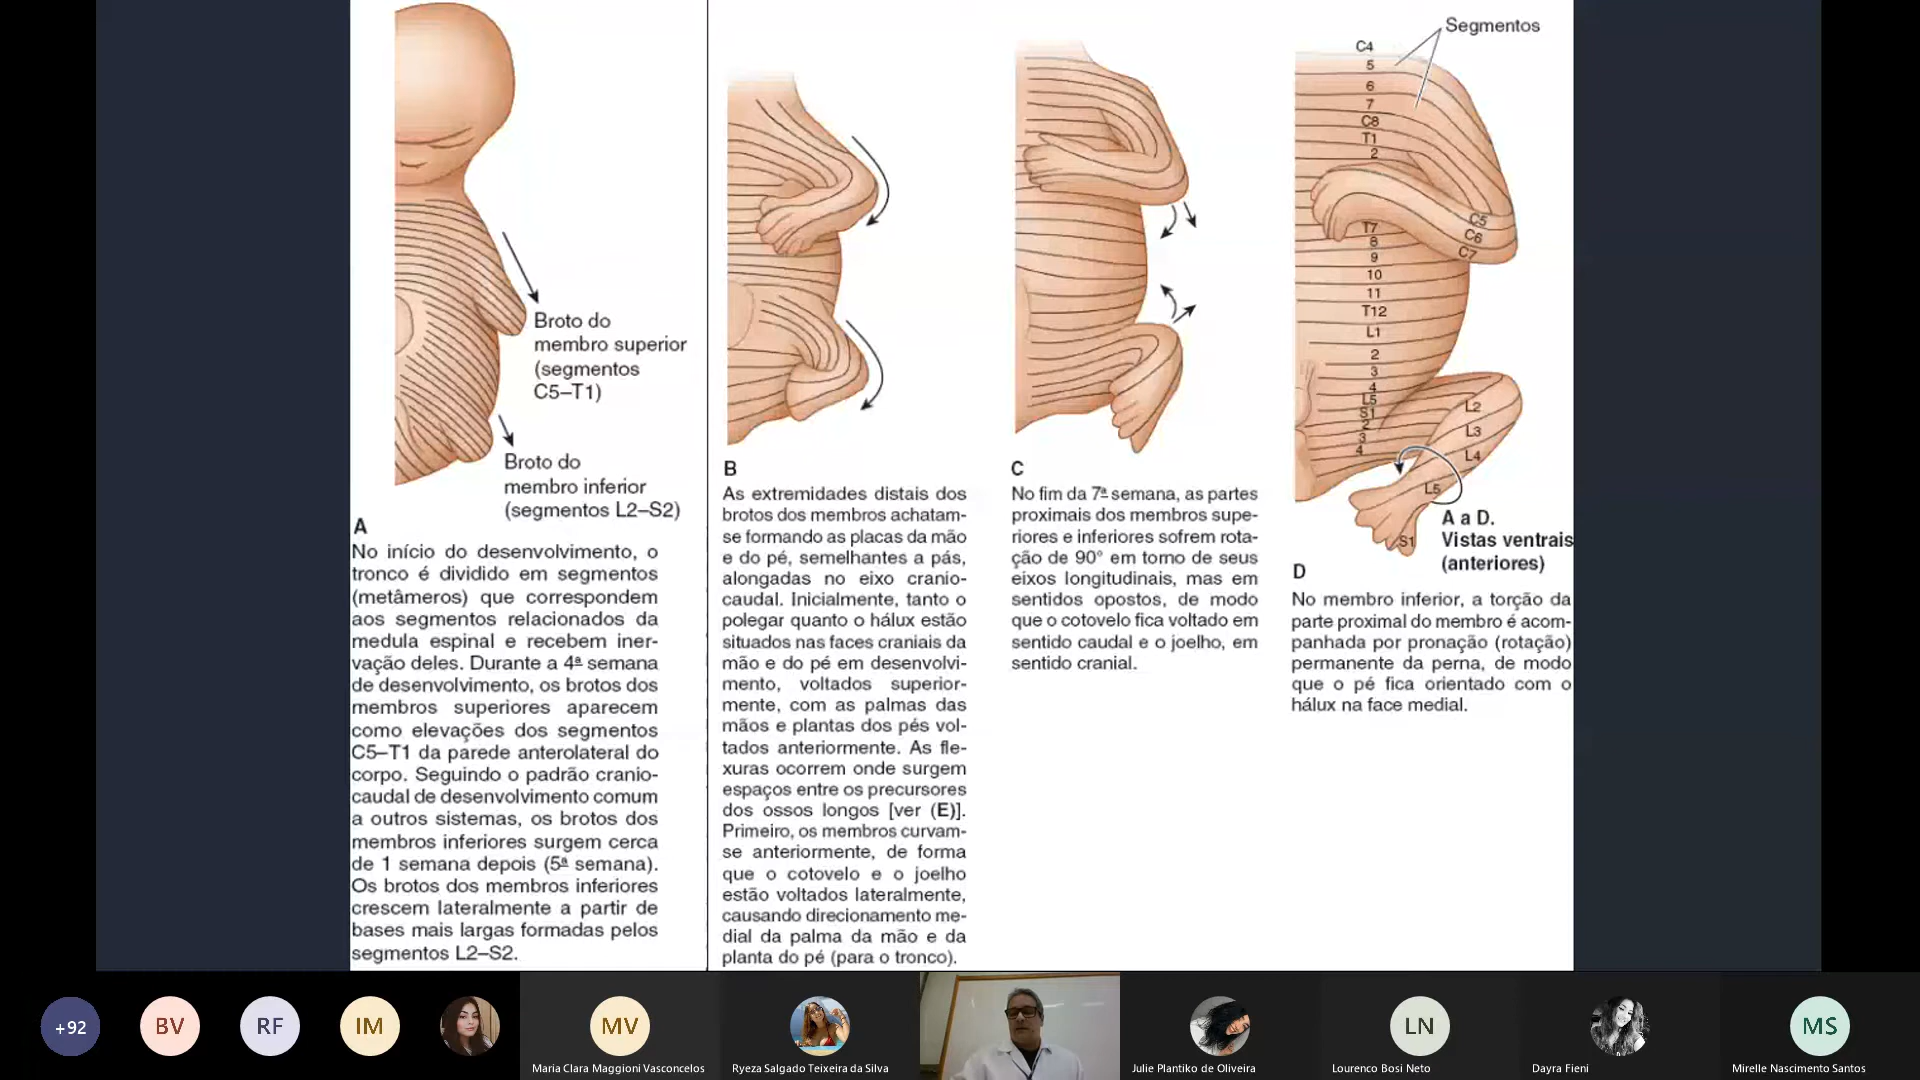 Broto do
membro superior
(segmentos
C5–T1)
Broto do
membro inferior
(segmentos L2–S2)
A
No início do desenvolvimento, o
tronco é dividido em segmentos
(metâmeros) que correspondem
aos segmentos relacionados da
medula espinal e recebem iner-
vação deles. Durante a 4ª semana
de desenvolvimento, os brotos dos
membros superiores aparecem
como elevações dos segmentos
C5–T1 da parede anterolateral do
corpo. Seguindo o padrão cranio-
caudal de desenvolvimento comum
a outros sistemas, os brotos dos
membros inferiores surgem cerca
de 1 semana depois (5ª semana).
Os brotos dos membros inferiores
crescem lateralmente a partir de
bases mais largas formadas pelos
segmentos L2–S2.
B
As extremidades distais dos
brotos dos membros achatam-
se formando as placas da mão
e do pé, semelhantes a pás,
alongadas no eixo cranio-
caudal. Inicialmente, tanto o
polegar quanto o hálux estão
situados nas faces craniais da
mão e do pé em desenvolvi-
mento, voltados superior-
mente, com as palmas das
mãos e plantas dos pés vol-
tados anteriormente. As fle-
xuras ocorrem onde surgem
espaços entre os precursores
dos ossos longos [ver (E)].
Primeiro, os membros curvam-
se anteriormente, de forma
que o cotovelo e o joelho
estão voltados lateralmente,
causando direcionamento me-
dial da palma da mão e da
planta do pé (para o tronco).
C
No fim da 7ª semana, as partes
proximais dos membros supe-
riores e inferiores sofrem rota-
ção de 90° em torno de seus
eixos longitudinais, mas em
sentidos opostos, de modo
que o cotovelo fica voltado em
sentido caudal e o joelho, em
sentido cranial.
Segmentos
C4
5
6
7
C8
T1
2
C5
C6
C7
T7
8
9
10
11
T12
L1
2
3
4
L5
S1
2
3
4
L2
L3
L4
L5
S1
A a D.
Vistas ventrais
(anteriores)
D
No membro inferior, a torção da
parte proximal do membro é acom-
panhada por pronação (rotação)
permanente da perna, de modo
que o pé fica orientado com o
hálux na face medial.
+92
BV
RF
IM
MV
LN
MS
Maria Clara Maggioni Vasconcelos
Ryeza Salgado Teixeira da Silva
Julie Plantiko de Oliveira
Lourenco Bosi Neto
Dayra Fieni
Mirelle Nascimento Santos